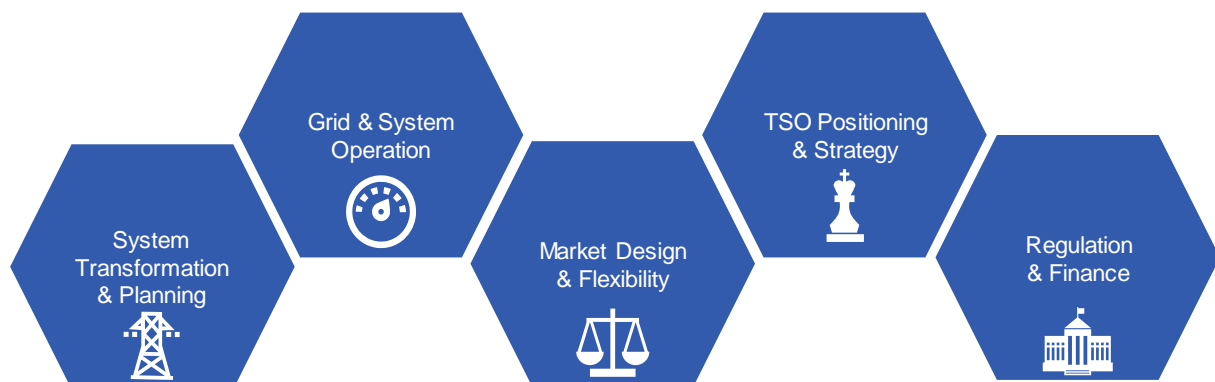 System
Transformation
& Planning
Grid & System
Operation
Market Design
& Flexibility
TSO Positioning
& Strategy
Regulation
& Finance